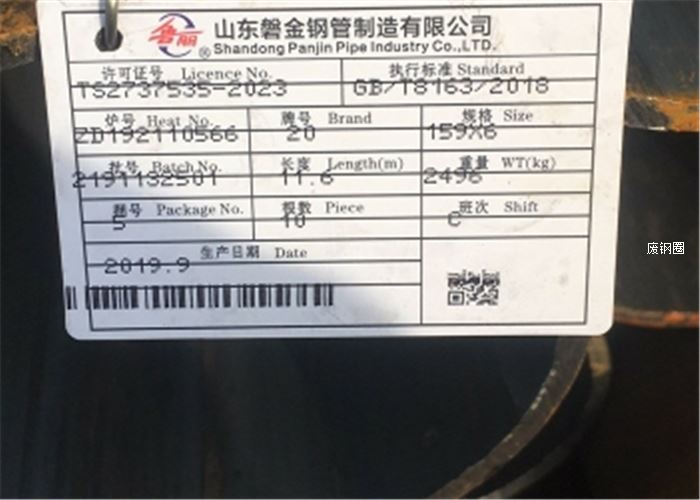 君丽 ® 山东磐金钢管制造有限公司
Shandong Panjin Pipe Industry Co.,LTD.
许可证号 Licence No. 执行标准 Standard
TS2737535-2023 GB/T8163/2018
炉号 Heat No. 牌号 Brand 规格 Size
ZD192110566 20 159X6
批号 Batch No. 长度 Length(m) 重量 WT(kg)
2191132501 11.6 2496
捆号 Package No. 根数 Piece 班次 Shift
5 10 C
生产日期 Date
2019.9
废钢圈